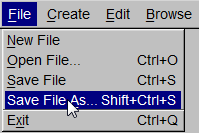 File Create Edit Browse
New File
Open File... Ctrl+O
Save File Ctrl+S
Save File As... Shift+Ctrl+S
Exit Ctrl+Q